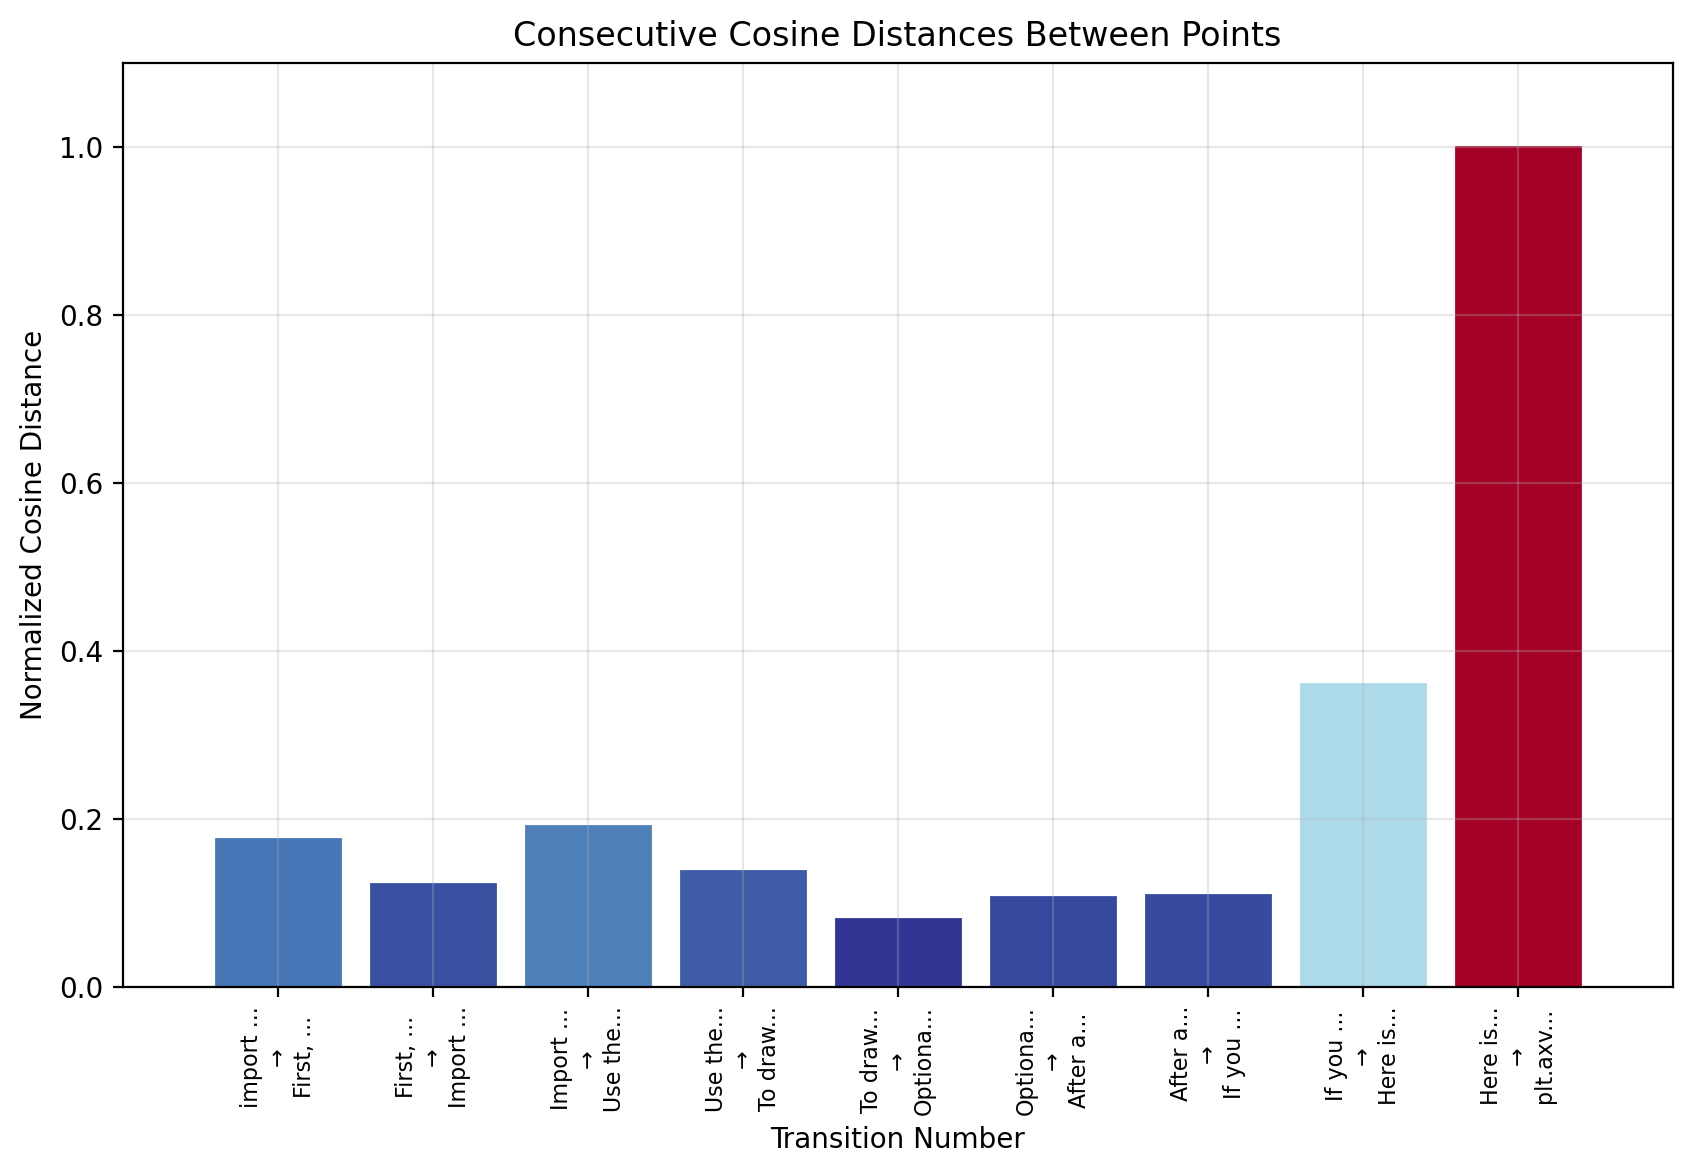 Consecutive Cosine Distances Between Points
Normalized Cosine Distance
1.0
0.8
0.6
0.4
0.2
0.0
import ...
→
First, ...
First, ...
→
Import ...
Import ...
→
Use the...
Use the...
→
To draw...
To draw...
→
Optiona...
Optiona...
→
After a...
After a...
→
If you ...
If you ...
→
Here is...
Here is...
→
plt.axv...
Transition Number